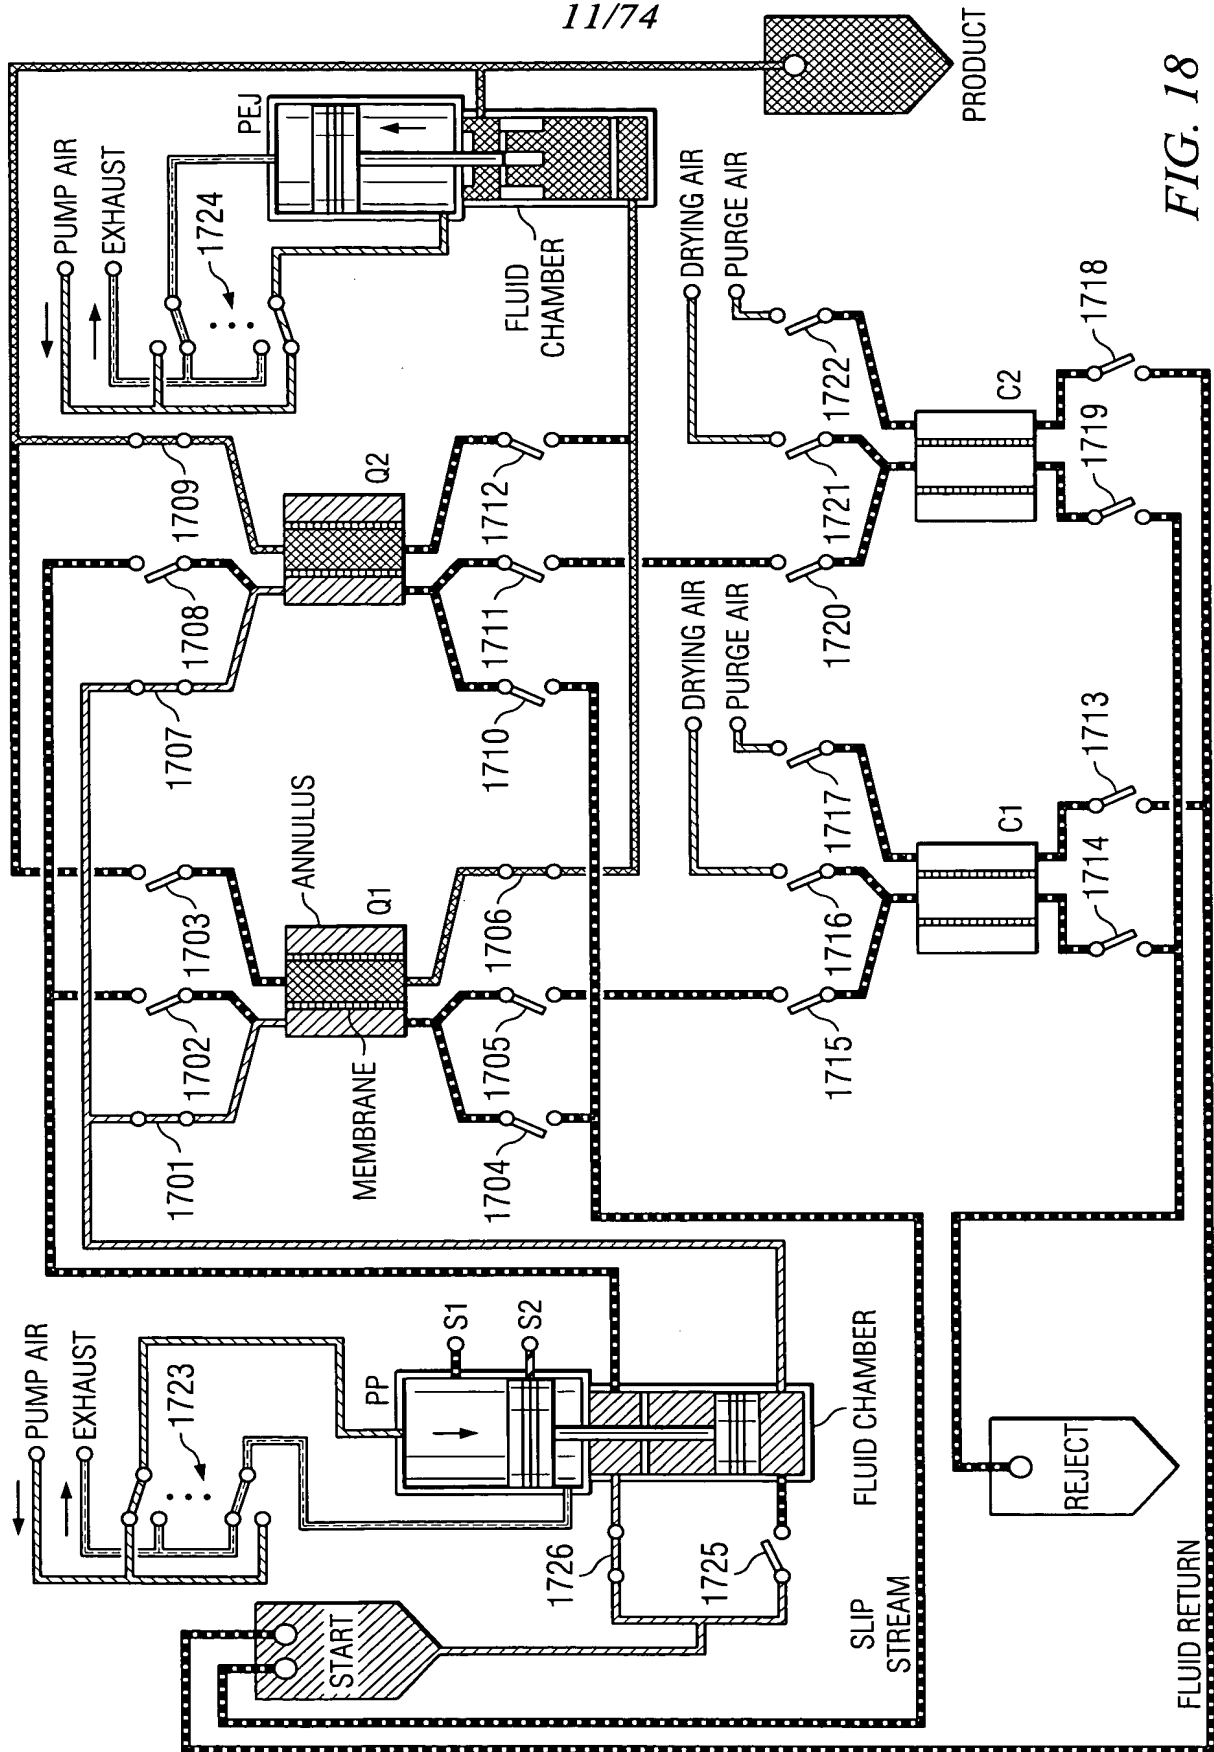 11/74
PUMP AIR
EXHAUST
1723
PP
S1
S2
START
1726
1725
FLUID CHAMBER
SLIP
STREAM
REJECT
FLUID RETURN
1701
1702
1703
MEMBRANE
ANNULUS
Q1
1704
1705
1706
1707
1708
1709
Q2
1710
1711
1712
PUMP AIR
EXHAUST
1724
PEJ
FLUID
CHAMBER
PRODUCT
DRYING AIR
PURGE AIR
1715
1716
1717
C1
1714
1713
DRYING AIR
PURGE AIR
1720
1721
1722
C2
1719
1718
FIG. 18